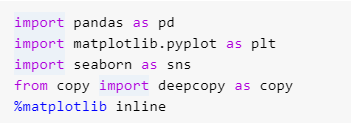 import pandas as pd
import matplotlib.pyplot as plt
import seaborn as sns
from copy import deepcopy as copy
%matplotlib inline